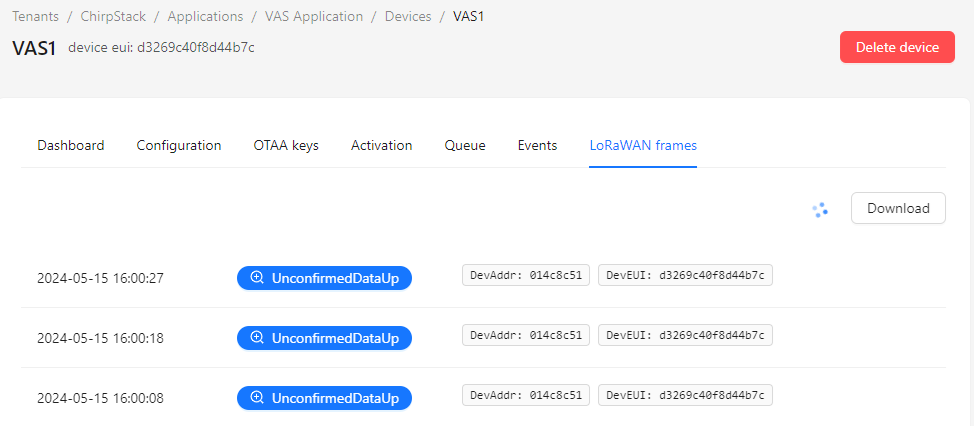 Tenants / ChirpStack / Applications / VAS Application / Devices / VAS1
VAS1 device eui: d3269c40f8d44b7c
Delete device
Dashboard Configuration OTAA keys Activation Queue Events LoRaWAN frames
Download
2024-05-15 16:00:27 UnconfirmedDataUp DevAddr: 014c8c51 DevEUI: d3269c40f8d44b7c
2024-05-15 16:00:18 UnconfirmedDataUp DevAddr: 014c8c51 DevEUI: d3269c40f8d44b7c
2024-05-15 16:00:08 UnconfirmedDataUp DevAddr: 014c8c51 DevEUI: d3269c40f8d44b7c